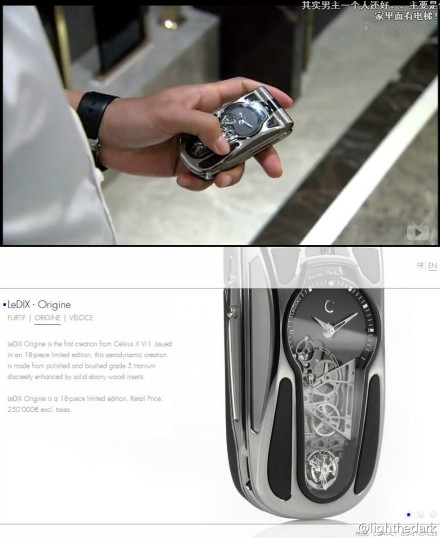 其实男主一个人还好... 主要是
家里面有电梯!
FR | EN
LeDIX - Origine
FURTIF | ORIGINE | VÉLOCE
LeDIX Origine is the first creation from Celsius X VI II. Issued
in an 18-piece limited edition, this aerodynamic creation
is made from polished and brushed grade 5 titanium
discreetly enhanced by solid ebony wood inserts.
LeDIX Origine is a 18-piece limited edition. Retail Price:
250'000€ excl. taxes.
C
@lighthedark